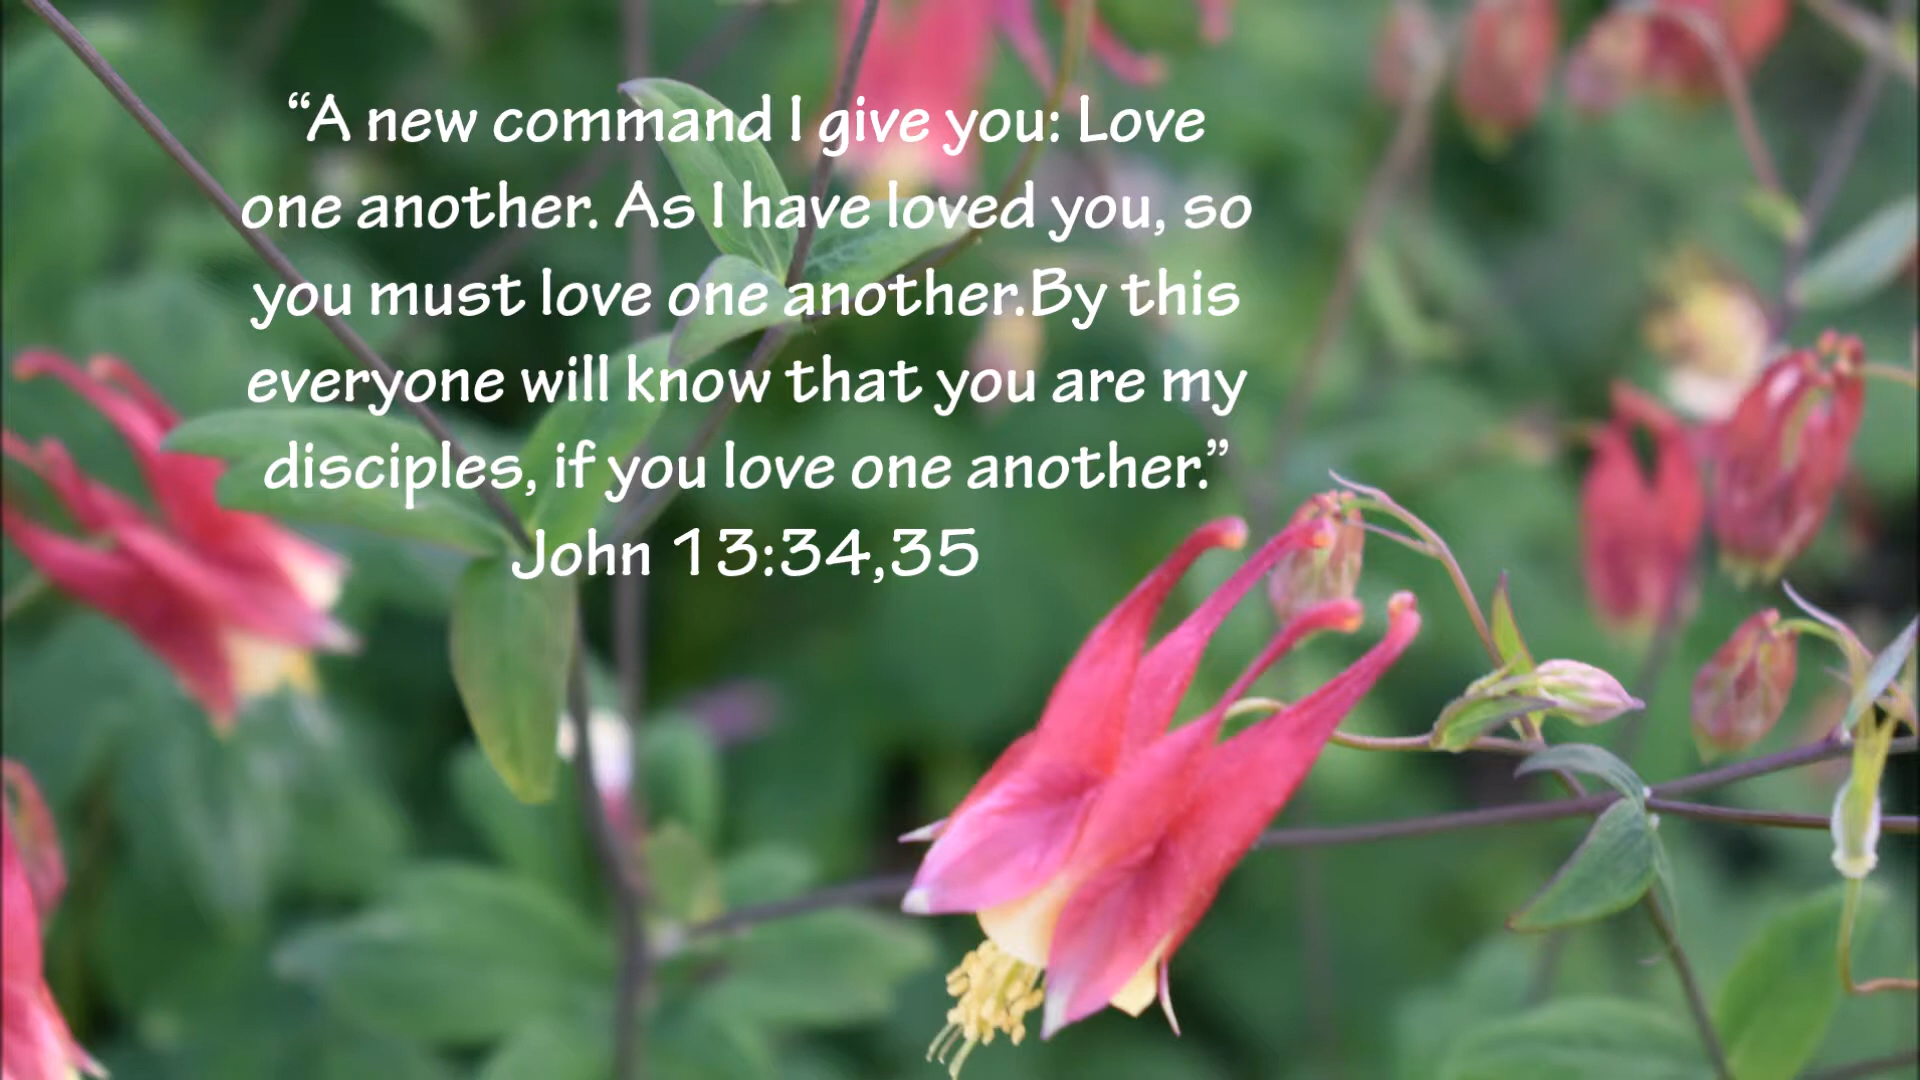 “A new command I give you: Love
one another. As I have loved you, so
you must love one another.By this
everyone will know that you are my
disciples, if you love one another.”
John 13:34,35